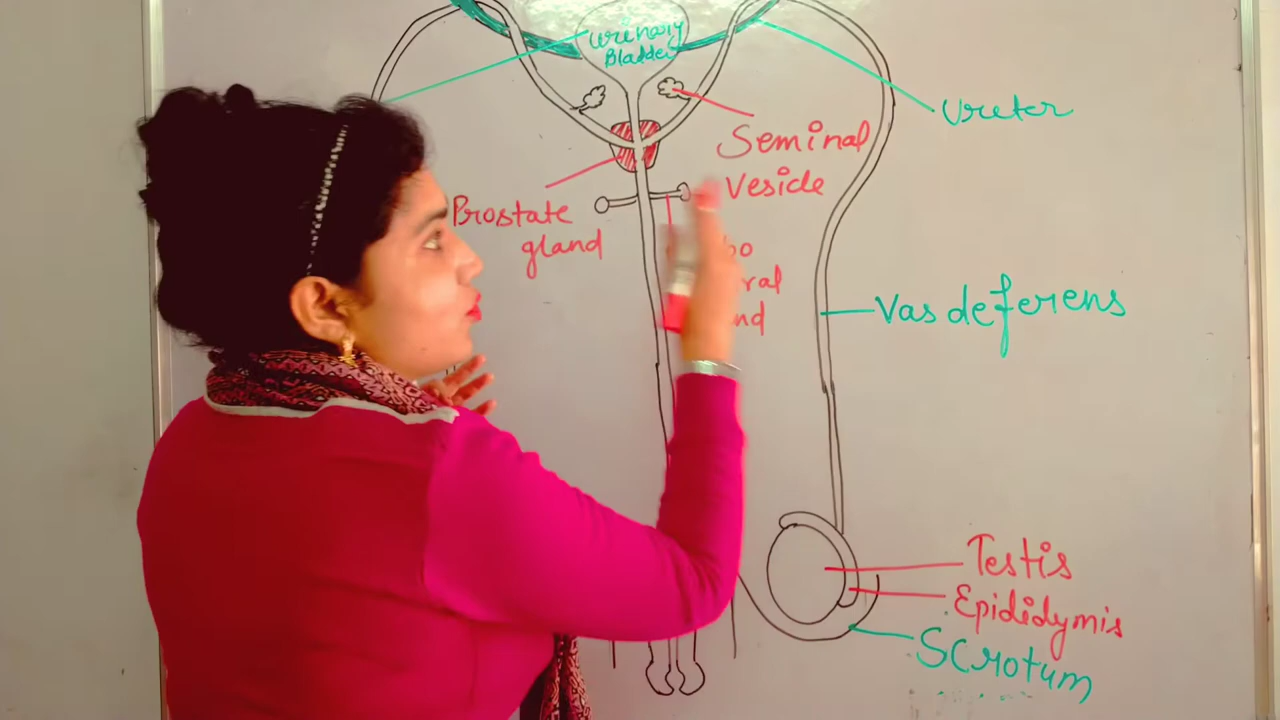 Urinary
Bladder
Ureter
Seminal
Vesicle
Prostate
gland
Vas deferens
Testis
Epididymis
Scrotum